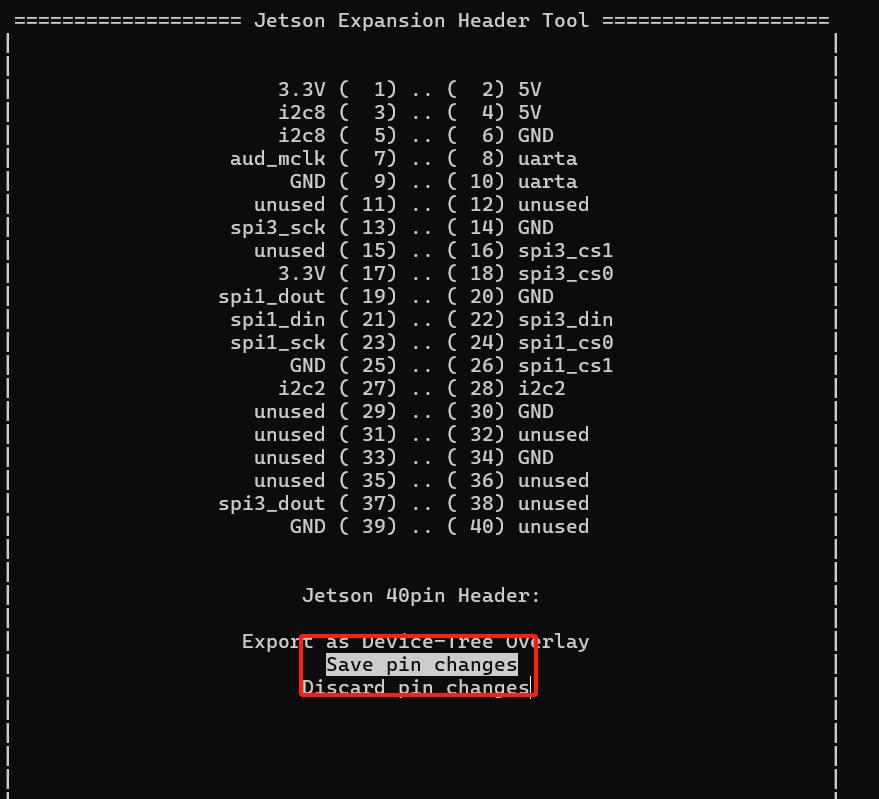 =================== Jetson Expansion Header Tool ===================
3.3V (  1) .. (  2) 5V
i2c8 (  3) .. (  4) 5V
i2c8 (  5) .. (  6) GND
aud_mclk (  7) .. (  8) uarta
GND (  9) .. ( 10) uarta
unused ( 11) .. ( 12) unused
spi3_sck ( 13) .. ( 14) GND
unused ( 15) .. ( 16) spi3_cs1
3.3V ( 17) .. ( 18) spi3_cs0
spi1_dout ( 19) .. ( 20) GND
spi1_din ( 21) .. ( 22) spi3_din
spi1_sck ( 23) .. ( 24) spi1_cs0
GND ( 25) .. ( 26) spi1_cs1
i2c2 ( 27) .. ( 28) i2c2
unused ( 29) .. ( 30) GND
unused ( 31) .. ( 32) unused
unused ( 33) .. ( 34) GND
unused ( 35) .. ( 36) unused
spi3_dout ( 37) .. ( 38) unused
GND ( 39) .. ( 40) unused
Jetson 40pin Header:
Export as Device-Tree Overlay
Save pin changes
Discard pin changes